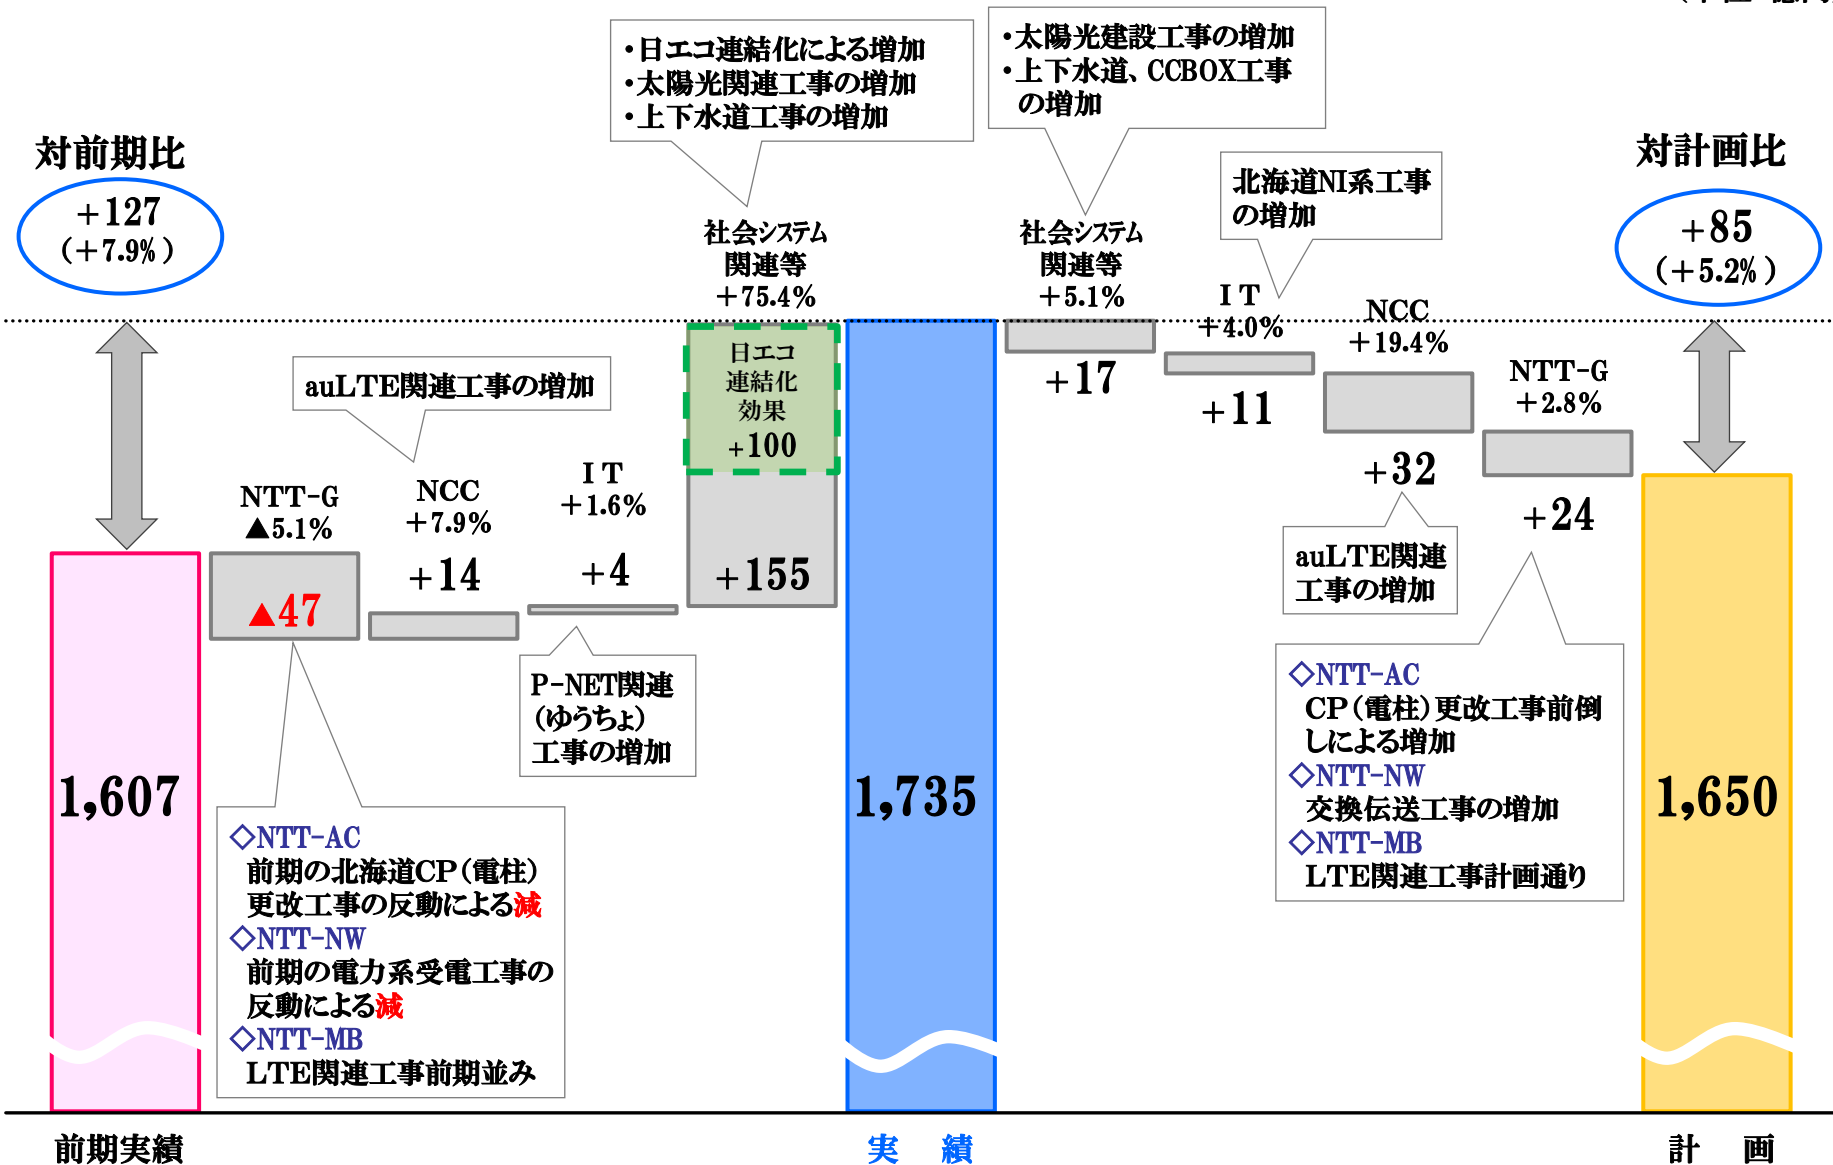 ・日エコ連結化による増加
・太陽光関連工事の増加
・上下水道工事の増加
・太陽光建設工事の増加
・上下水道、CCBOX工事
の増加
対前期比
+127
（+7.9%）
対計画比
+85
（+5.2%）
北海道NI系工事
の増加
社会システム
関連等
+75.4%
社会システム
関連等
+5.1%
IT
+4.0%
NCC
+19.4%
NTT-G
+2.8%
auLTE関連工事の増加
日エコ
連結化
効果
+100
+17
+11
+32
+24
NTT-G
▲5.1%
NCC
+7.9%
IT
+1.6%
▲47
+14
+4
+155
auLTE関連
工事の増加
P-NET関連
（ゆうちょ）
工事の増加
1,607
1,735
1,650
◇NTT-AC
前期の北海道CP（電柱）
更改工事の反動による減
◇NTT-NW
前期の電力系受電工事の
反動による減
◇NTT-MB
LTE関連工事前期並み
◇NTT-AC
CP（電柱）更改工事前倒
しによる増加
◇NTT-NW
交換伝送工事の増加
◇NTT-MB
LTE関連工事計画通り
前期実績
実　績
計　画